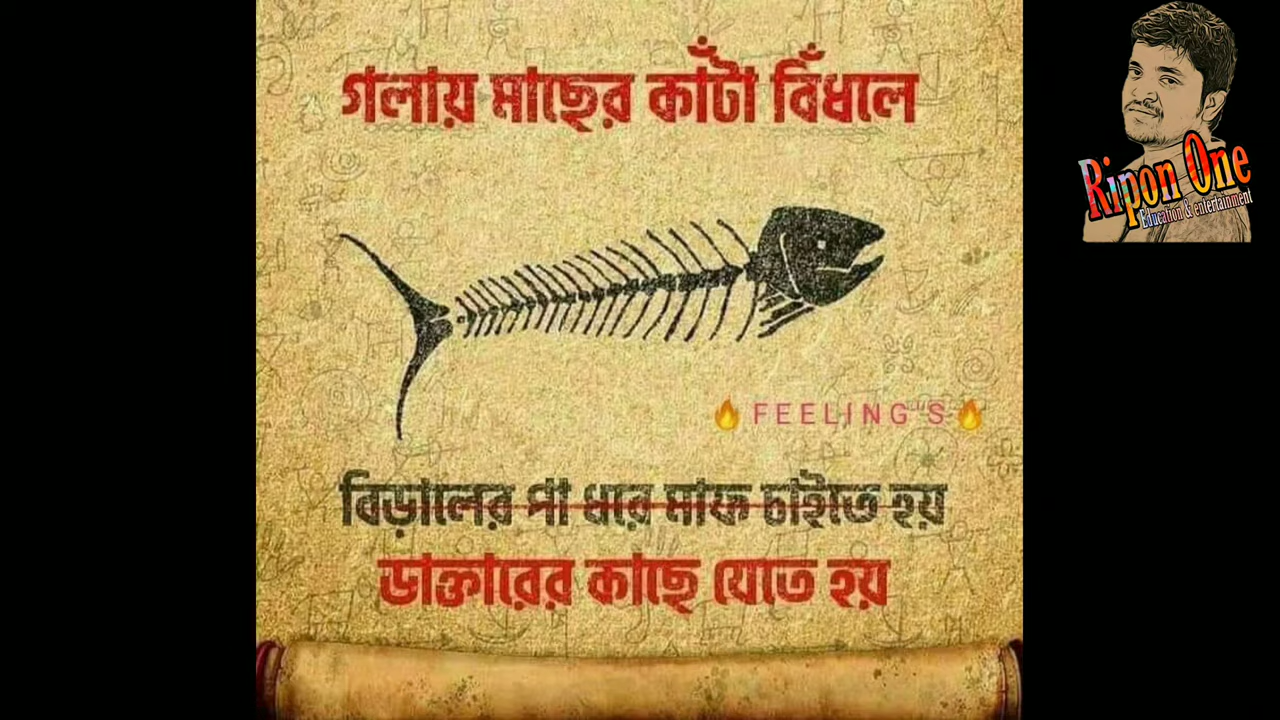 গলায় মাছের কাঁটা বিঁধলে
Ripon One
Education & entertainment
🔥FEELING'S🔥
বিড়ালের পা ধরে মাফ চাইতে হয়
ডাক্তারের কাছে যেতে হয়